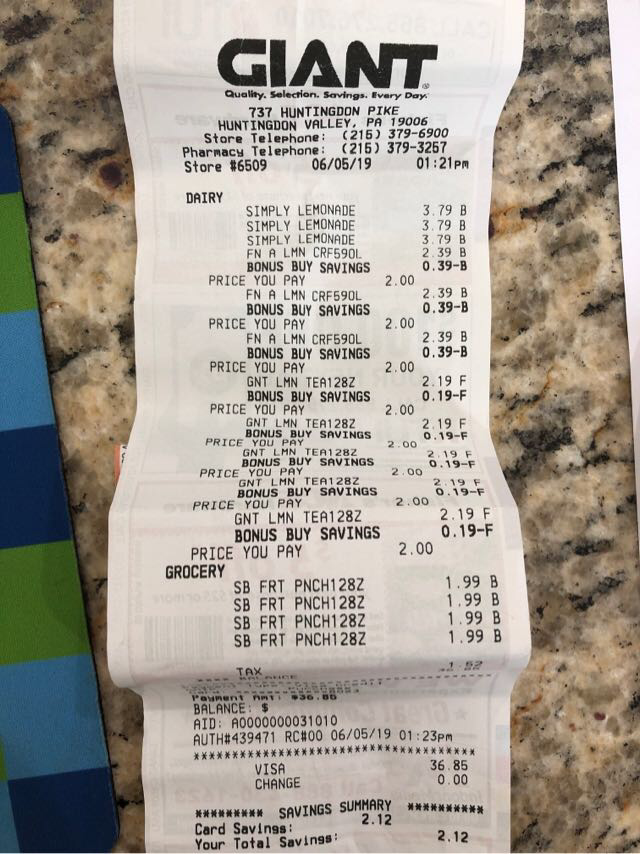 GIANT
Quality. Selection. Savings. Every Day.
737 HUNTINGDON PIKE
HUNTINGDON VALLEY, PA 19006
Store Telephone: (215) 379-6900
Pharmacy Telephone: (215) 379-3257
Store #6509 06/05/19 01:21pm
DAIRY
SIMPLY LEMONADE 3.79 B
SIMPLY LEMONADE 3.79 B
SIMPLY LEMONADE 3.79 B
FN A LMN CRF590L 2.39 B
BONUS BUY SAVINGS 0.39-B
PRICE YOU PAY 2.00
FN A LMN CRF590L 2.39 B
BONUS BUY SAVINGS 0.39-B
PRICE YOU PAY 2.00
FN A LMN CRF590L 2.39 B
BONUS BUY SAVINGS 0.39-B
PRICE YOU PAY 2.00
GNT LMN TEA128Z 2.19 F
BONUS BUY SAVINGS 0.19-F
PRICE YOU PAY 2.00
GNT LMN TEA128Z 2.19 F
BONUS BUY SAVINGS 0.19-F
PRICE YOU PAY 2.00
GNT LMN TEA128Z 2.19 F
BONUS BUY SAVINGS 0.19-F
PRICE YOU PAY 2.00
GNT LMN TEA128Z 2.19 F
BONUS BUY SAVINGS 0.19-F
PRICE YOU PAY 2.00
GNT LMN TEA128Z 2.19 F
BONUS BUY SAVINGS 0.19-F
PRICE YOU PAY 2.00
GROCERY
SB FRT PNCH128Z 1.99 B
SB FRT PNCH128Z 1.99 B
SB FRT PNCH128Z 1.99 B
SB FRT PNCH128Z 1.99 B
TAX 1.52
**** BALANCE
Payment Amt: $36.85
BALANCE: $
AID: A0000000031010
AUTH#439471 RC#00 06/05/19 01:23pm
VISA 36.85
CHANGE 0.00
********* SAVINGS SUMMARY **********
Card Savings: 2.12
Your Total Savings: 2.12